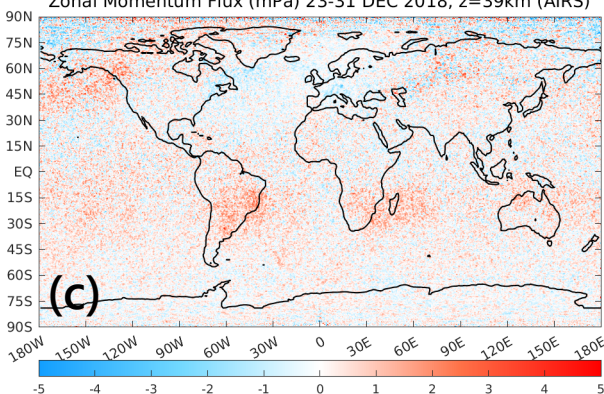 Zonal Momentum Flux (mPa) 23-31 DEC 2018, z=39km (AIRS)
90N
75N
60N
45N
30N
15N
EQ
15S
30S
45S
60S
75S
90S
(c)
180W 150W 120W 90W 60W 30W 0 30E 60E 90E 120E 150E 180E
-5 -4 -3 -2 -1 0 1 2 3 4 5